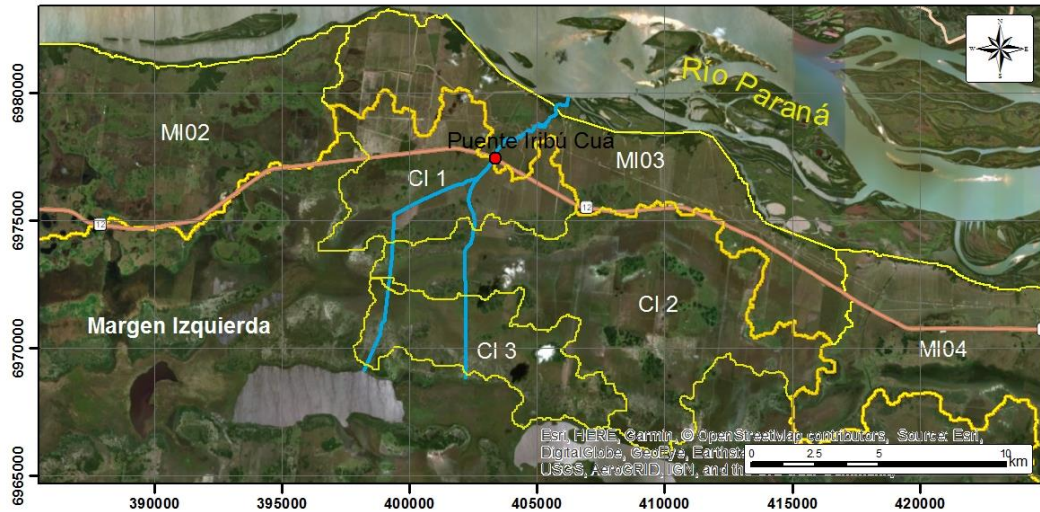 6980000
6975000
6970000
6965000
N
S
Río Paraná
MI02
Puente Iribú Cuá
MI03
CI 1
12
12
CI 2
Margen Izquierda
CI 3
MI04
Esri, HERE, Garmin, © OpenStreetMap contributors, Source: Esri,
DigitalGlobe, GeoEye, Earthsta
USGS, AeroGRID, IGN, and the
0 2.5 5 10
km
390000 395000 400000 405000 410000 415000 420000